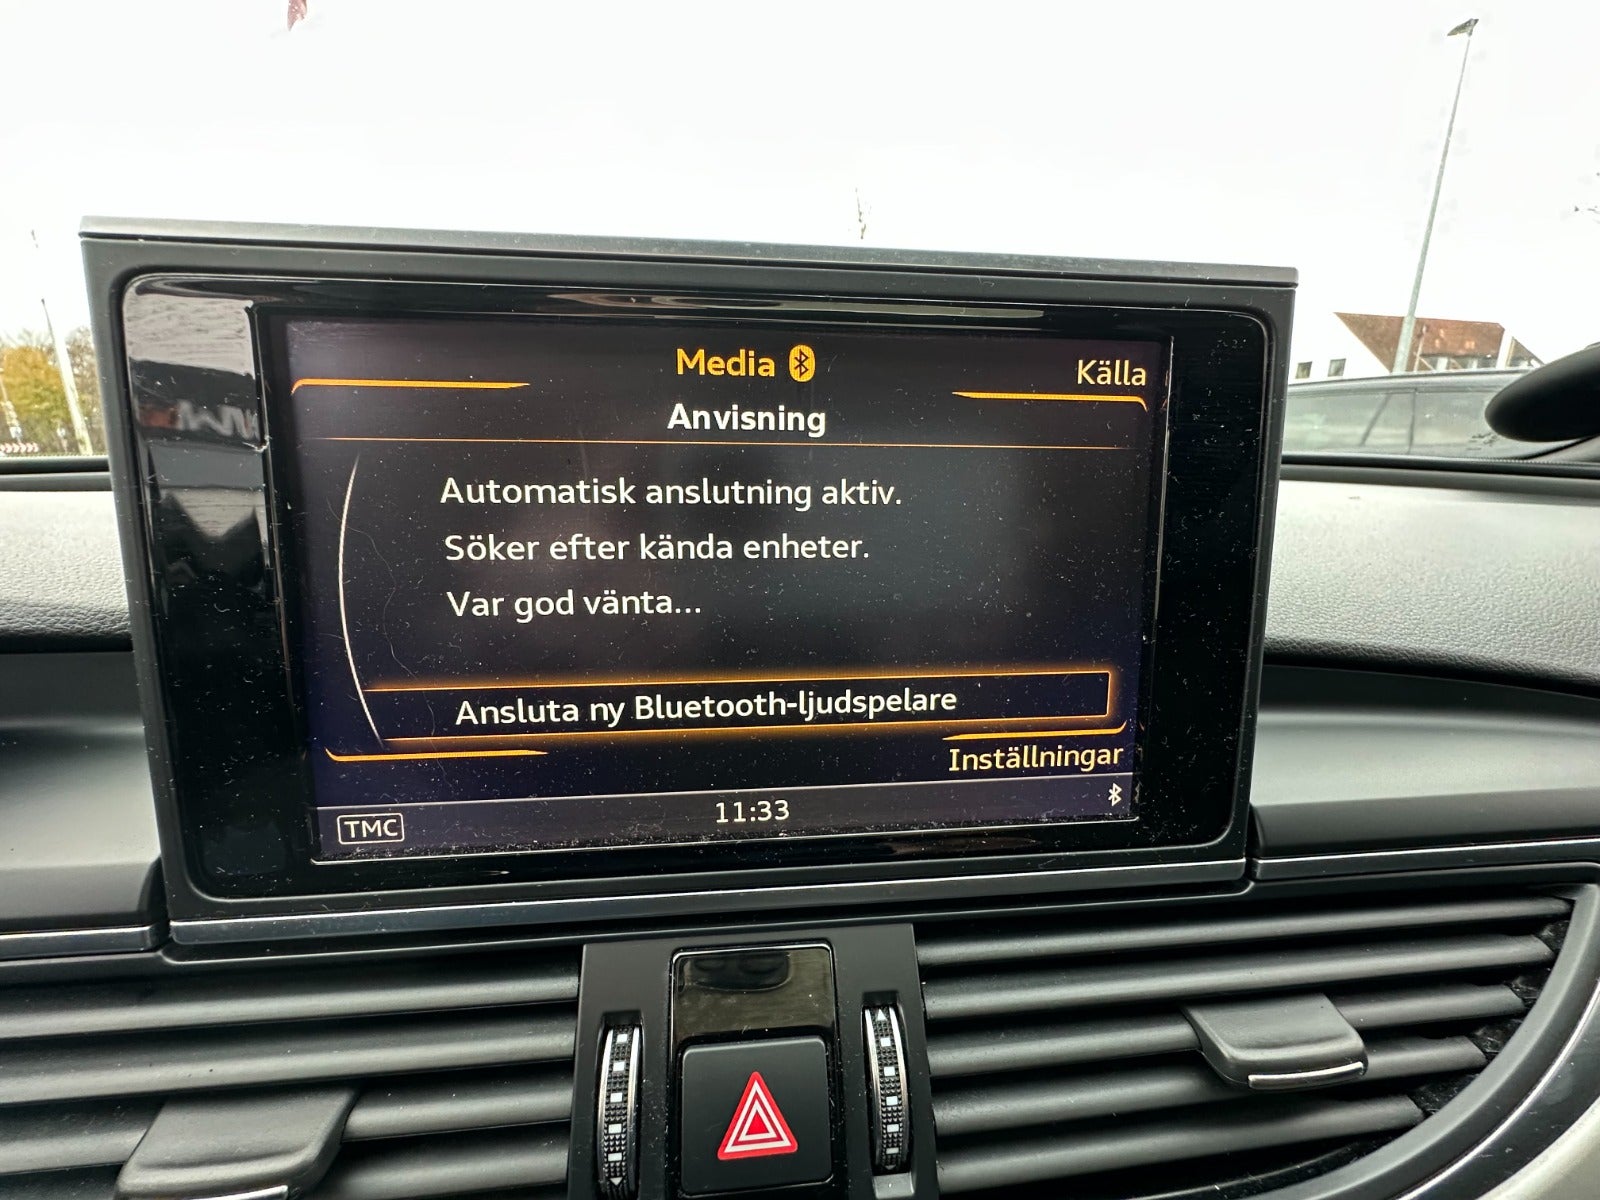 Media
Källa
Anvisning
Automatisk anslutning aktiv.
Söker efter kända enheter.
Var god vänta...
Ansluta ny Bluetooth-ljudspelare
Inställningar
11:33
TMC